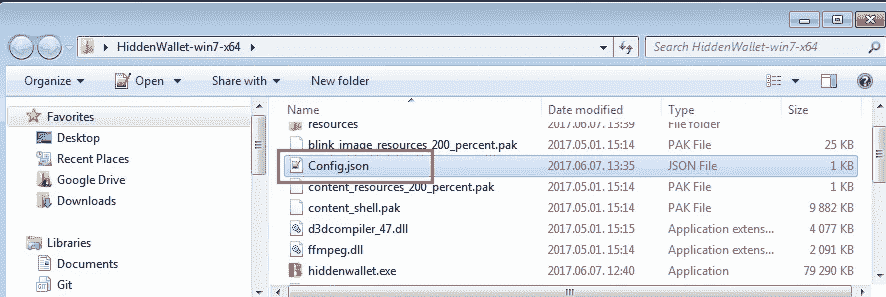 HiddenWallet-win7-x64
Search HiddenWallet-win7-x64
Organize Open Share with New folder
Favorites
Desktop
Recent Places
Google Drive
Downloads
Libraries
Documents
Git
Name Date modified Type Size
resources 2017.06.07. 13:39 File folder
blink_image_resources_200_percent.pak 2017.05.01. 15:14 PAK File 25 KB
Config.json 2017.06.07. 13:35 JSON File 1 KB
content_resources_200_percent.pak 2017.05.01. 15:14 PAK File 1 KB
content_shell.pak 2017.05.01. 15:14 PAK File 9 882 KB
d3dcompiler_47.dll 2017.05.01. 15:15 Application extens... 4 077 KB
ffmpeg.dll 2017.05.01. 15:14 Application extens... 2 091 KB
hiddenwallet.exe 2017.06.07. 12:40 Application 79 290 KB